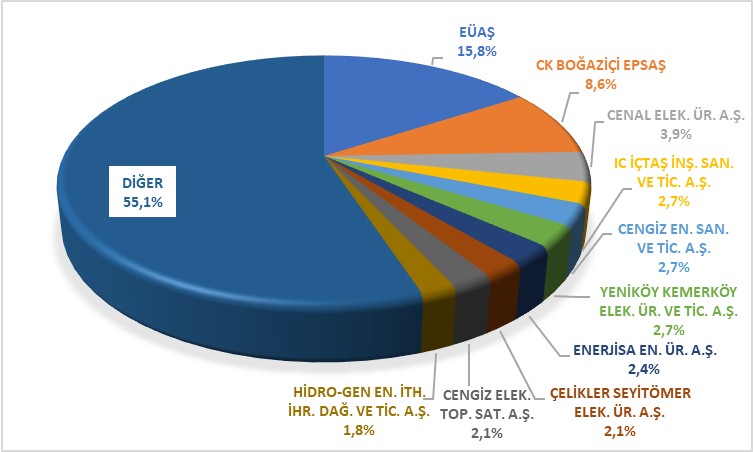 EÜAŞ
15,8%
CK BOĞAZİÇİ EPSAŞ
8,6%
CENAL ELEK. ÜR. A.Ş.
3,9%
IC İÇTAŞ İNŞ. SAN.
VE TİC. A.Ş.
2,7%
CENGİZ EN. SAN.
VE TİC. A.Ş.
2,7%
YENİKÖY KEMERKÖY
ELEK. ÜR. VE TİC. A.Ş.
2,7%
ENERJİSA EN. ÜR. A.Ş.
2,4%
ÇELİKLER SEYİTÖMER
ELEK. ÜR. A.Ş.
2,1%
CENGİZ ELEK.
TOP. SAT. A.Ş.
2,1%
HİDRO-GEN EN. İTH.
İHR. DAĞ. VE TİC. A.Ş.
1,8%
DİĞER
55,1%